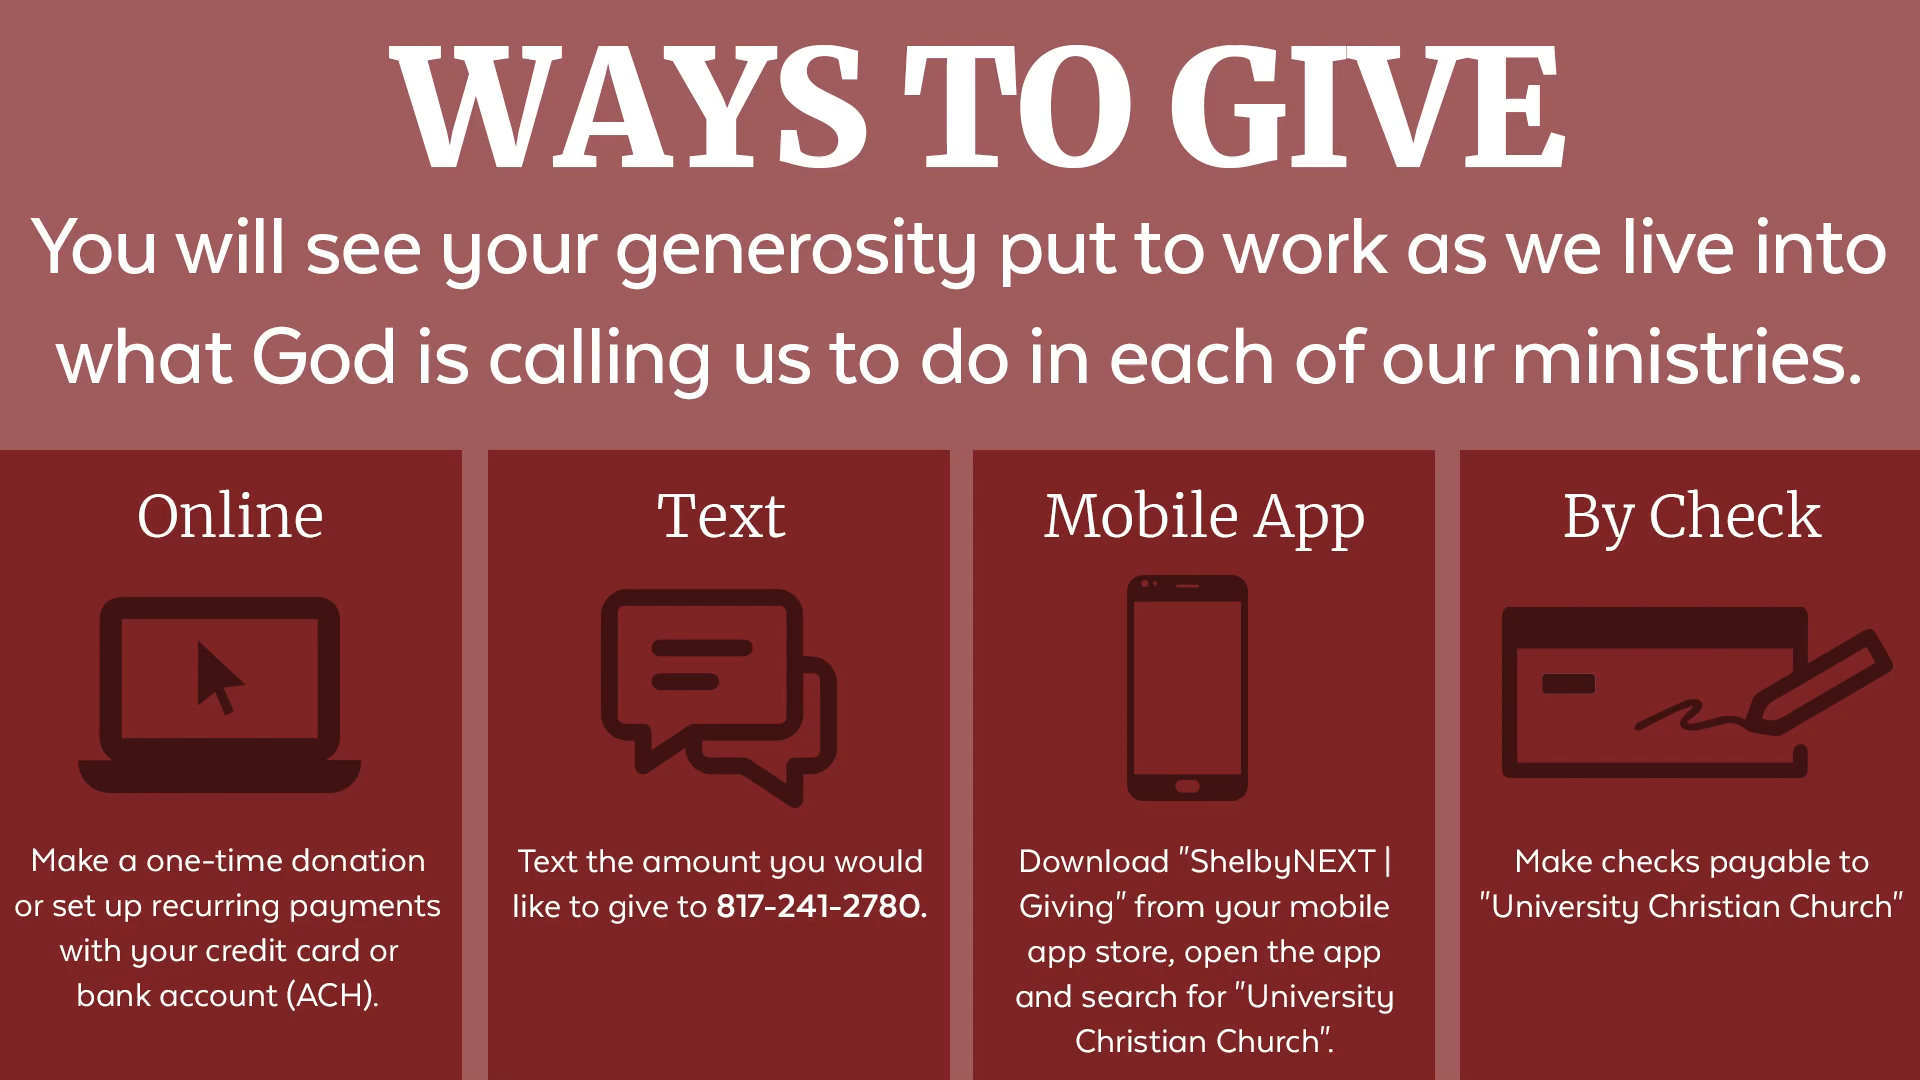 WAYS TO GIVE
You will see your generosity put to work as we live into
what God is calling us to do in each of our ministries.
Online
Make a one-time donation
or set up recurring payments
with your credit card or
bank account (ACH).
Text
Text the amount you would
like to give to 817-241-2780.
Mobile App
Download "ShelbyNEXT |
Giving" from your mobile
app store, open the app
and search for "University
Christian Church".
By Check
Make checks payable to
"University Christian Church"